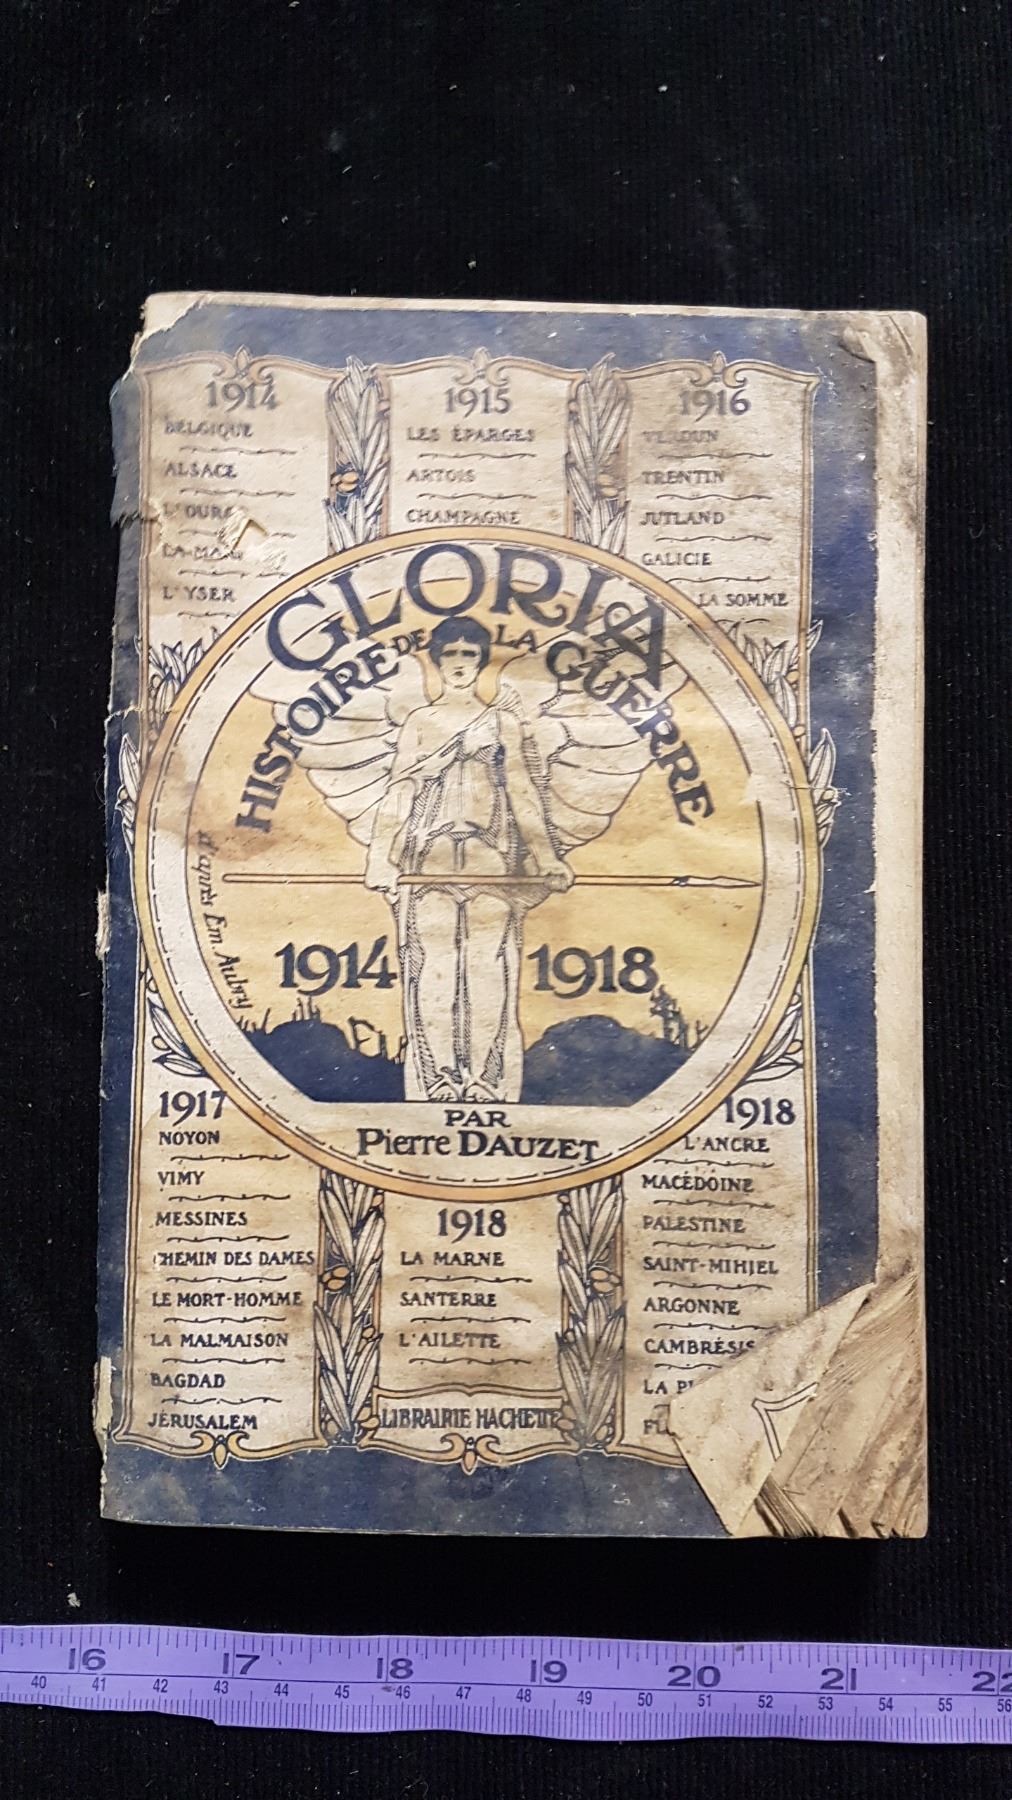 1914
BELGIQUE
ALSACE
L'YSER
1915
LES ÉPARGES
ARTOIS
CHAMPAGNE
1916
VERDUN
TRENTIN
JUTLAND
GALICIE
LA SOMME
GLORIA
HISTOIRE DE LA GUERRE
d'après Em. Aubry
1914 1918
PAR
Pierre DAUZET
1917
NOYON
VIMY
MESSINES
CHEMIN DES DAMES
LE MORT-HOMME
LA MALMAISON
BAGDAD
JÉRUSALEM
1918
LA MARNE
SANTERRE
L'AILETTE
LIBRAIRIE HACHETTE
1918
L'ANCRE
MACÉDOINE
PALESTINE
SAINT-MIHIEL
ARGONNE
CAMBRÉSIS
LA
16 17 18 19 20 21 22
40 41 42 43 44 45 46 47 48 49 50 51 52 53 54 55 56